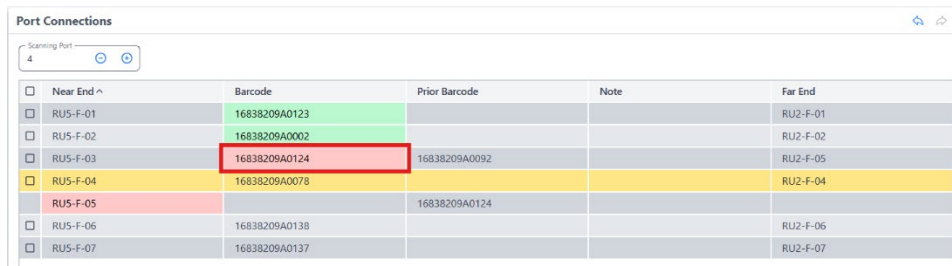 Port Connections
Scanning Port
4
Near End Barcode Prior Barcode Note Far End
RU5-F-01 16838209A0123 RU2-F-01
RU5-F-02 16838209A0002 RU2-F-02
RU5-F-03 16838209A0124 16838209A0092 RU2-F-05
RU5-F-04 16838209A0078 RU2-F-04
RU5-F-05 16838209A0124
RU5-F-06 16838209A0138 RU2-F-06
RU5-F-07 16838209A0137 RU2-F-07